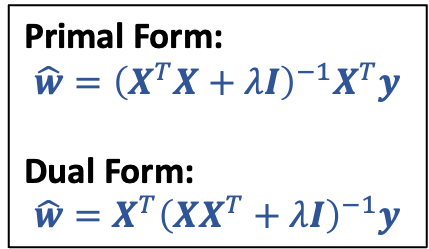 Primal Form:
ŵ = (XᵀX + λI)⁻¹Xᵀy
Dual Form:
ŵ = Xᵀ(XXᵀ + λI)⁻¹y